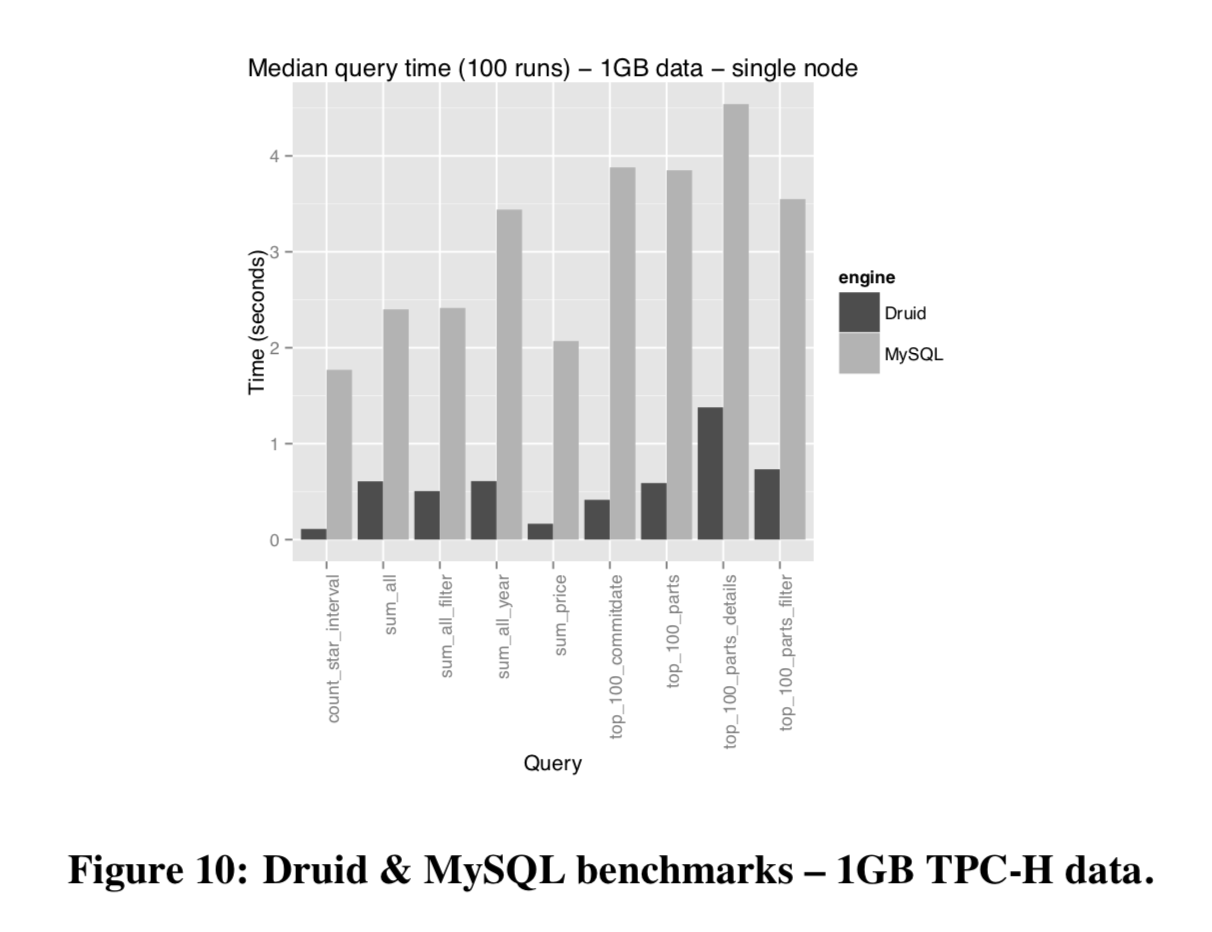 Median query time (100 runs) – 1GB data – single node
4
3
2
1
0
Time (seconds)
count_star_interval
sum_all
sum_all_filter
sum_all_year
sum_price
top_100_commitdate
top_100_parts
top_100_parts_details
top_100_parts_filter
Query
engine
Druid
MySQL
Figure 10: Druid & MySQL benchmarks – 1GB TPC-H data.